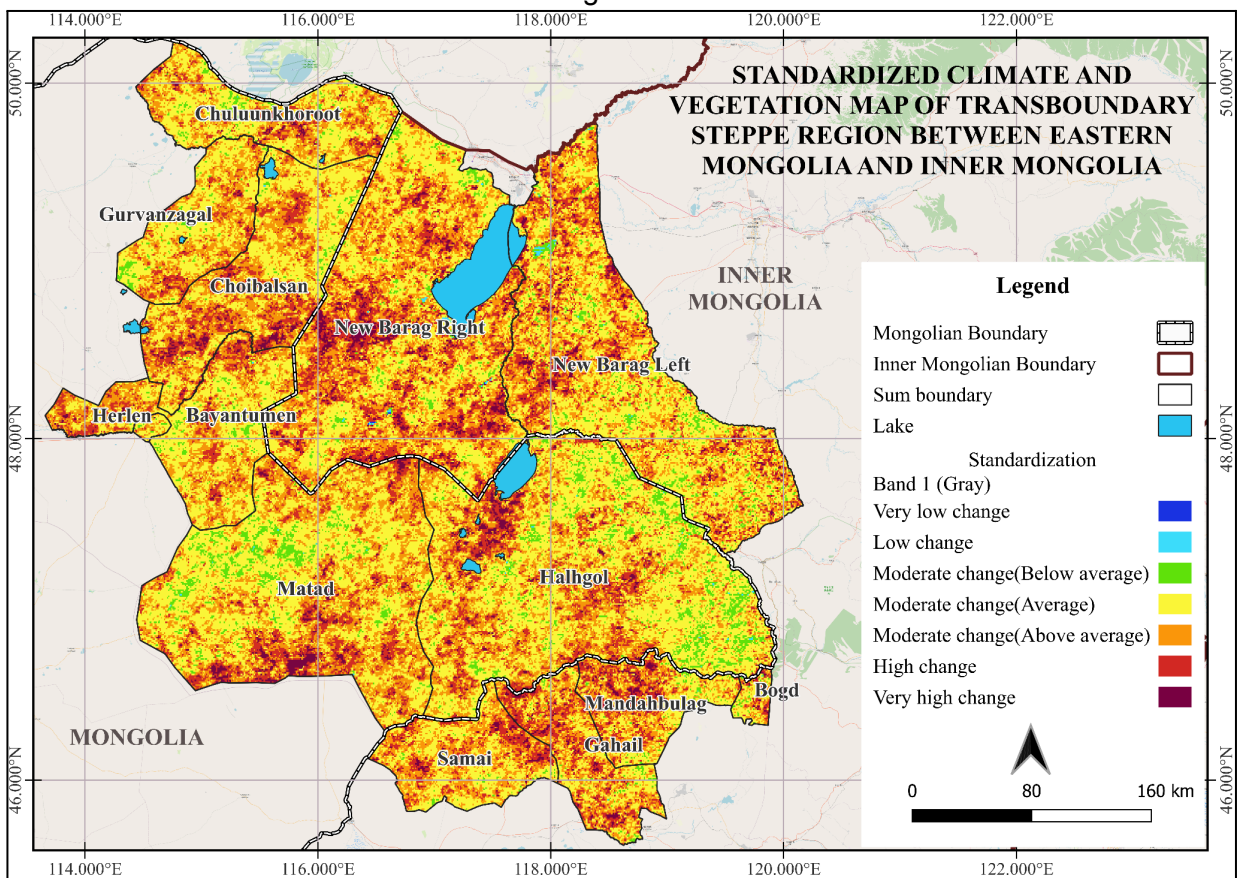 114.000°E
116.000°E
118.000°E
120.000°E
122.000°E
50.000°N
50.000°N
STANDARDIZED CLIMATE AND
VEGETATION MAP OF TRANSBOUNDARY
STEPPE REGION BETWEEN EASTERN
MONGOLIA AND INNER MONGOLIA
Chuluunkhoroot
Gurvanzagal
Choibalsan
New Barag Right
INNER
MONGOLIA
New Barag Left
Herlen
Bayantumen
48.000°N
48.000°N
Matad
Halhgol
Bogd
Mandahbulag
Gahail
Samai
MONGOLIA
46.000°N
46.000°N
Legend
Mongolian Boundary
Inner Mongolian Boundary
Sum boundary
Lake
Standardization
Band 1 (Gray)
Very low change
Low change
Moderate change(Below average)
Moderate change(Average)
Moderate change(Above average)
High change
Very high change
0 80 160 km
114.000°E
116.000°E
118.000°E
120.000°E
122.000°E